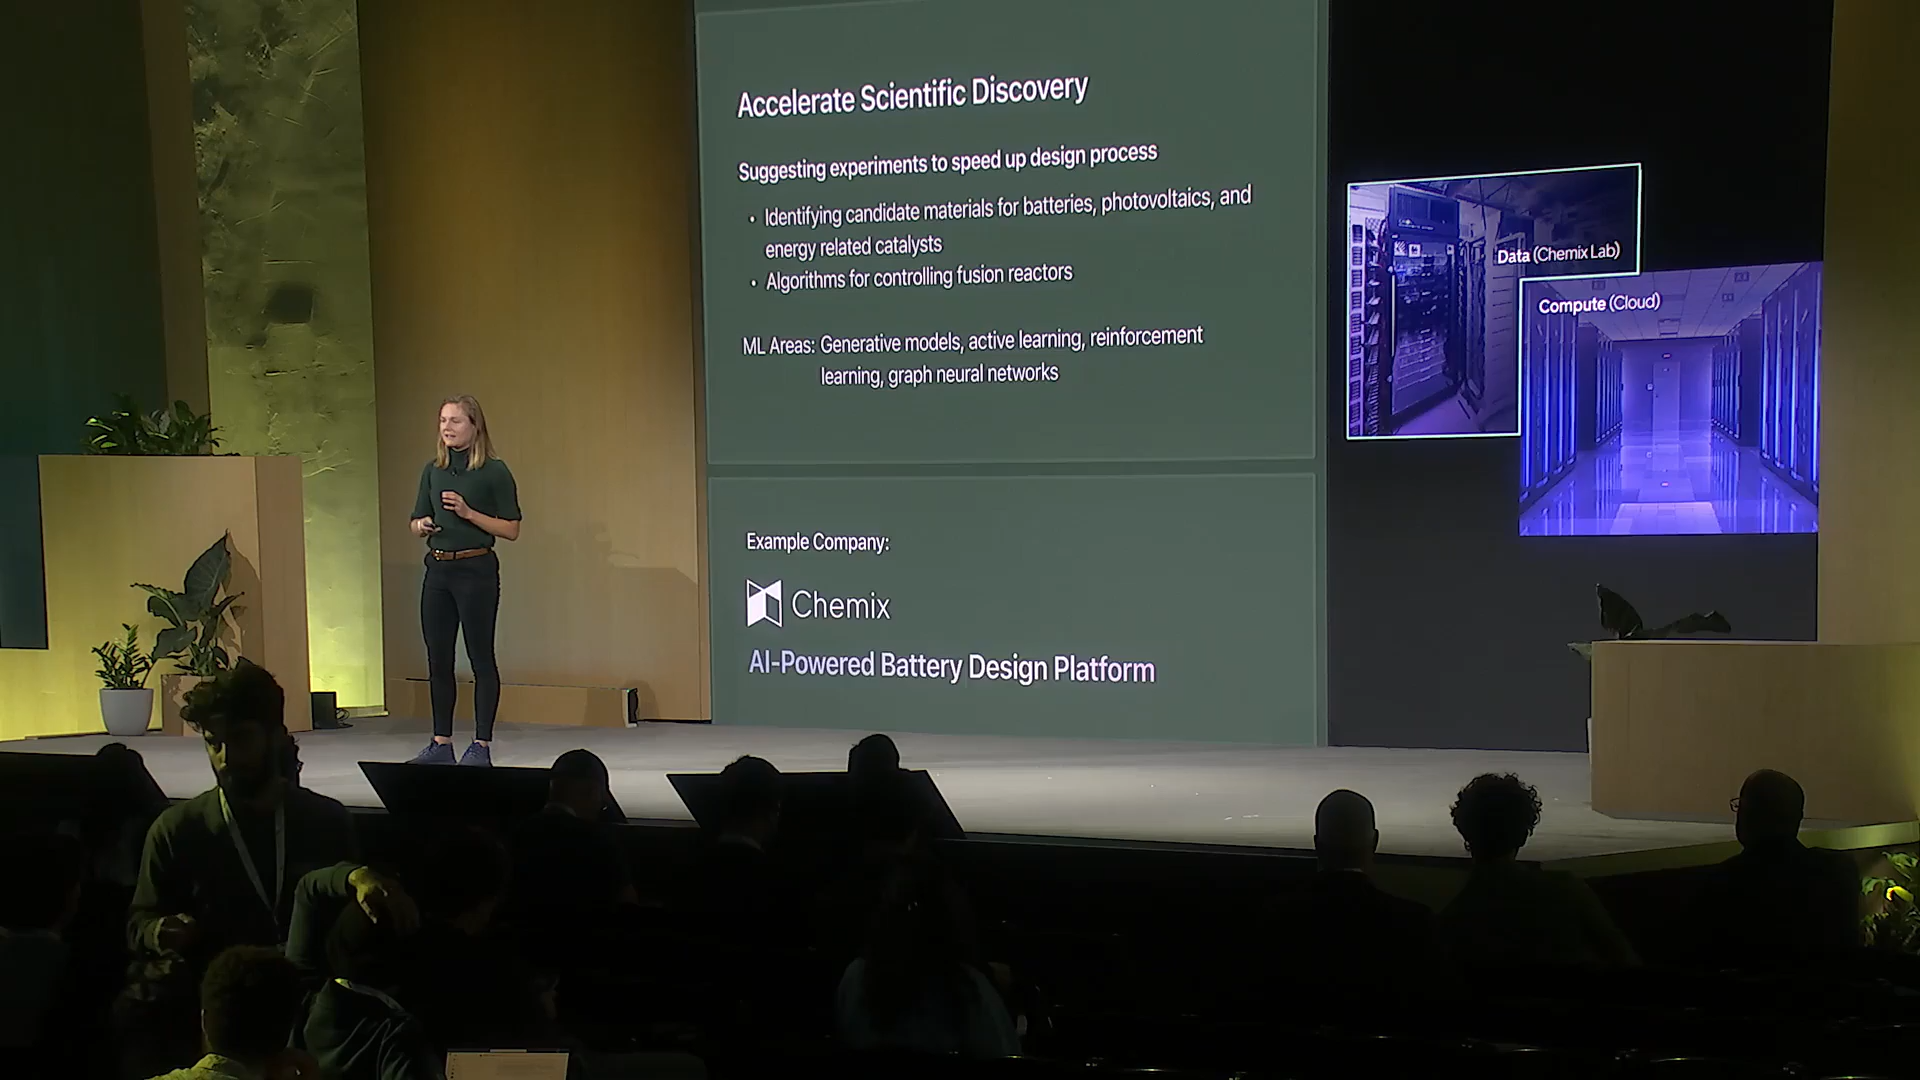 Accelerate Scientific Discovery
Suggesting experiments to speed up design process
• Identifying candidate materials for batteries, photovoltaics, and
energy related catalysts
• Algorithms for controlling fusion reactors
ML Areas: Generative models, active learning, reinforcement
learning, graph neural networks
Example Company:
Chemix
AI-Powered Battery Design Platform
Data (Chemix Lab)
Compute (Cloud)